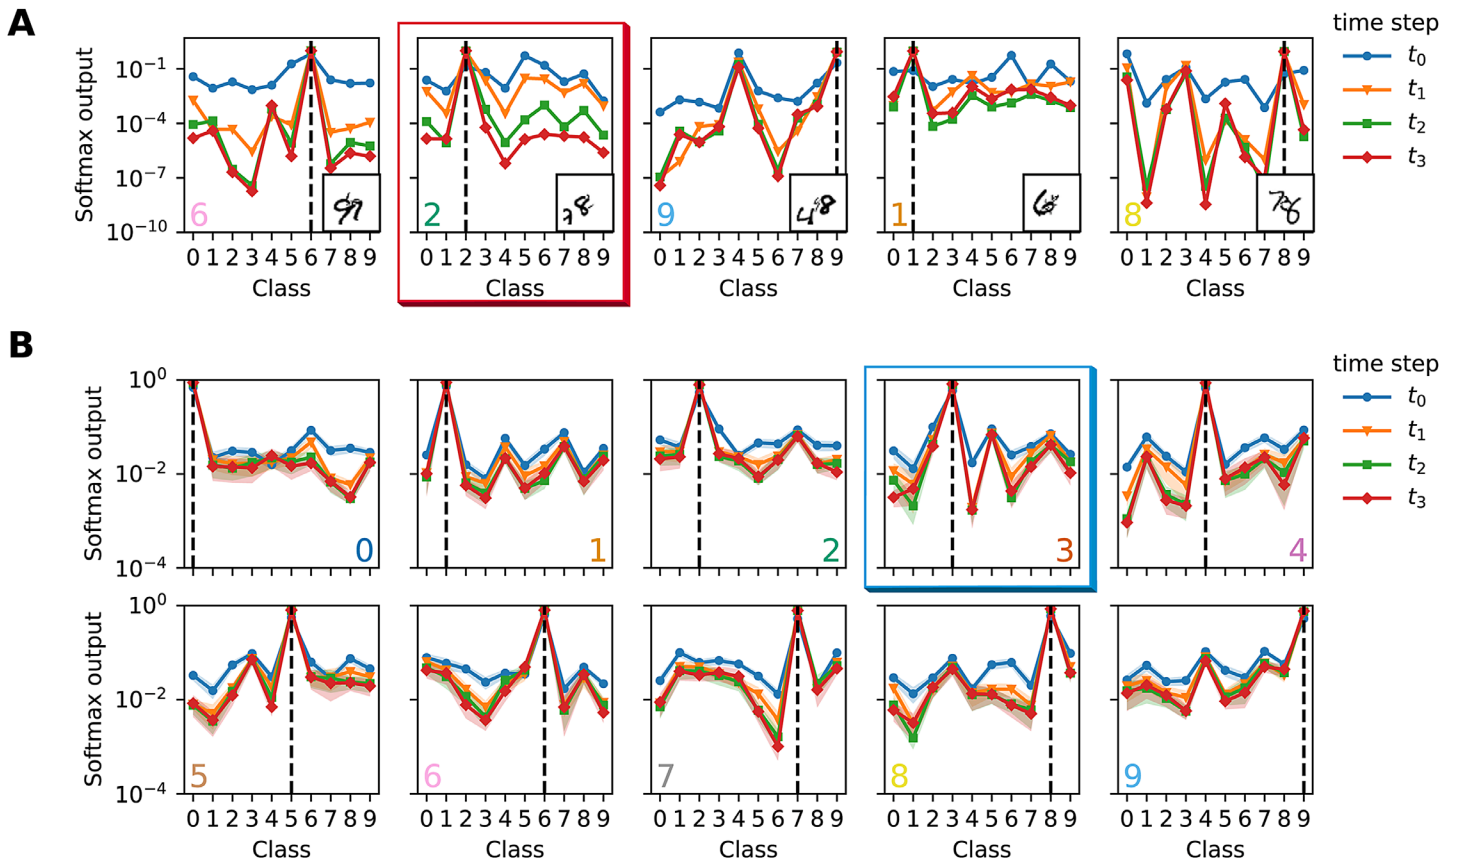 A
time step
t0
t1
t2
t3
Softmax output
10−1
10−4
10−7
10−10
6
2
9
1
8
0 1 2 3 4 5 6 7 8 9
0 1 2 3 4 5 6 7 8 9
0 1 2 3 4 5 6 7 8 9
0 1 2 3 4 5 6 7 8 9
0 1 2 3 4 5 6 7 8 9
Class
Class
Class
Class
Class
B
time step
t0
t1
t2
t3
Softmax output
100
10−2
10−4
0
1
2
3
4
Softmax output
100
10−2
10−4
5
6
7
8
9
0 1 2 3 4 5 6 7 8 9
0 1 2 3 4 5 6 7 8 9
0 1 2 3 4 5 6 7 8 9
0 1 2 3 4 5 6 7 8 9
0 1 2 3 4 5 6 7 8 9
Class
Class
Class
Class
Class